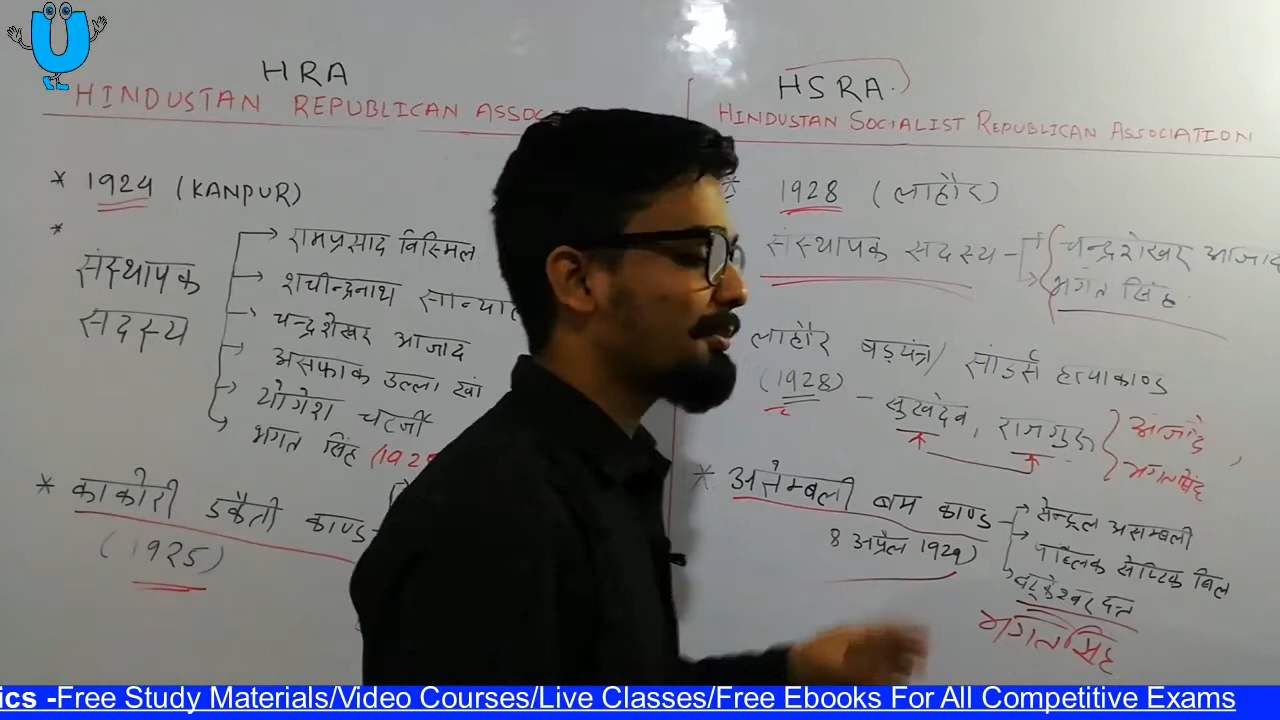 U
HRA
HINDUSTAN REPUBLICAN ASSOC
* 1924 (KANPUR)
*
संस्थापक
सदस्य
रामप्रसाद विस्मिल
शचीन्द्रनाथ सान्याल
चन्द्रशेखर आजाद
असफाक उल्ला खां
योगेश चटर्जी
भगत सिंह (192
* काकोरी डकैती काण्ड
(1925)
HSRA
HINDUSTAN SOCIALIST REPUBLICAN ASSOCIATION
* 1928 (लाहौर)
संस्थापक सदस्य - चन्द्रशेखर आजाद
भगत सिंह
लाहौर षड्यंत्र/ सांडर्स हत्याकाण्ड
(1928) - सुखदेव, राजगुरु
आजाद,
भगतसिंह
* असेम्बली बम काण्ड
8 अप्रैल 1929)
सेन्ट्रल असेम्बली
पब्लिक सेफ्टिक बिल
बटुकेश्वर दत्त
भगत सिंह
ics -Free Study Materials/Video Courses/Live Classes/Free Ebooks For All Competitive Exams